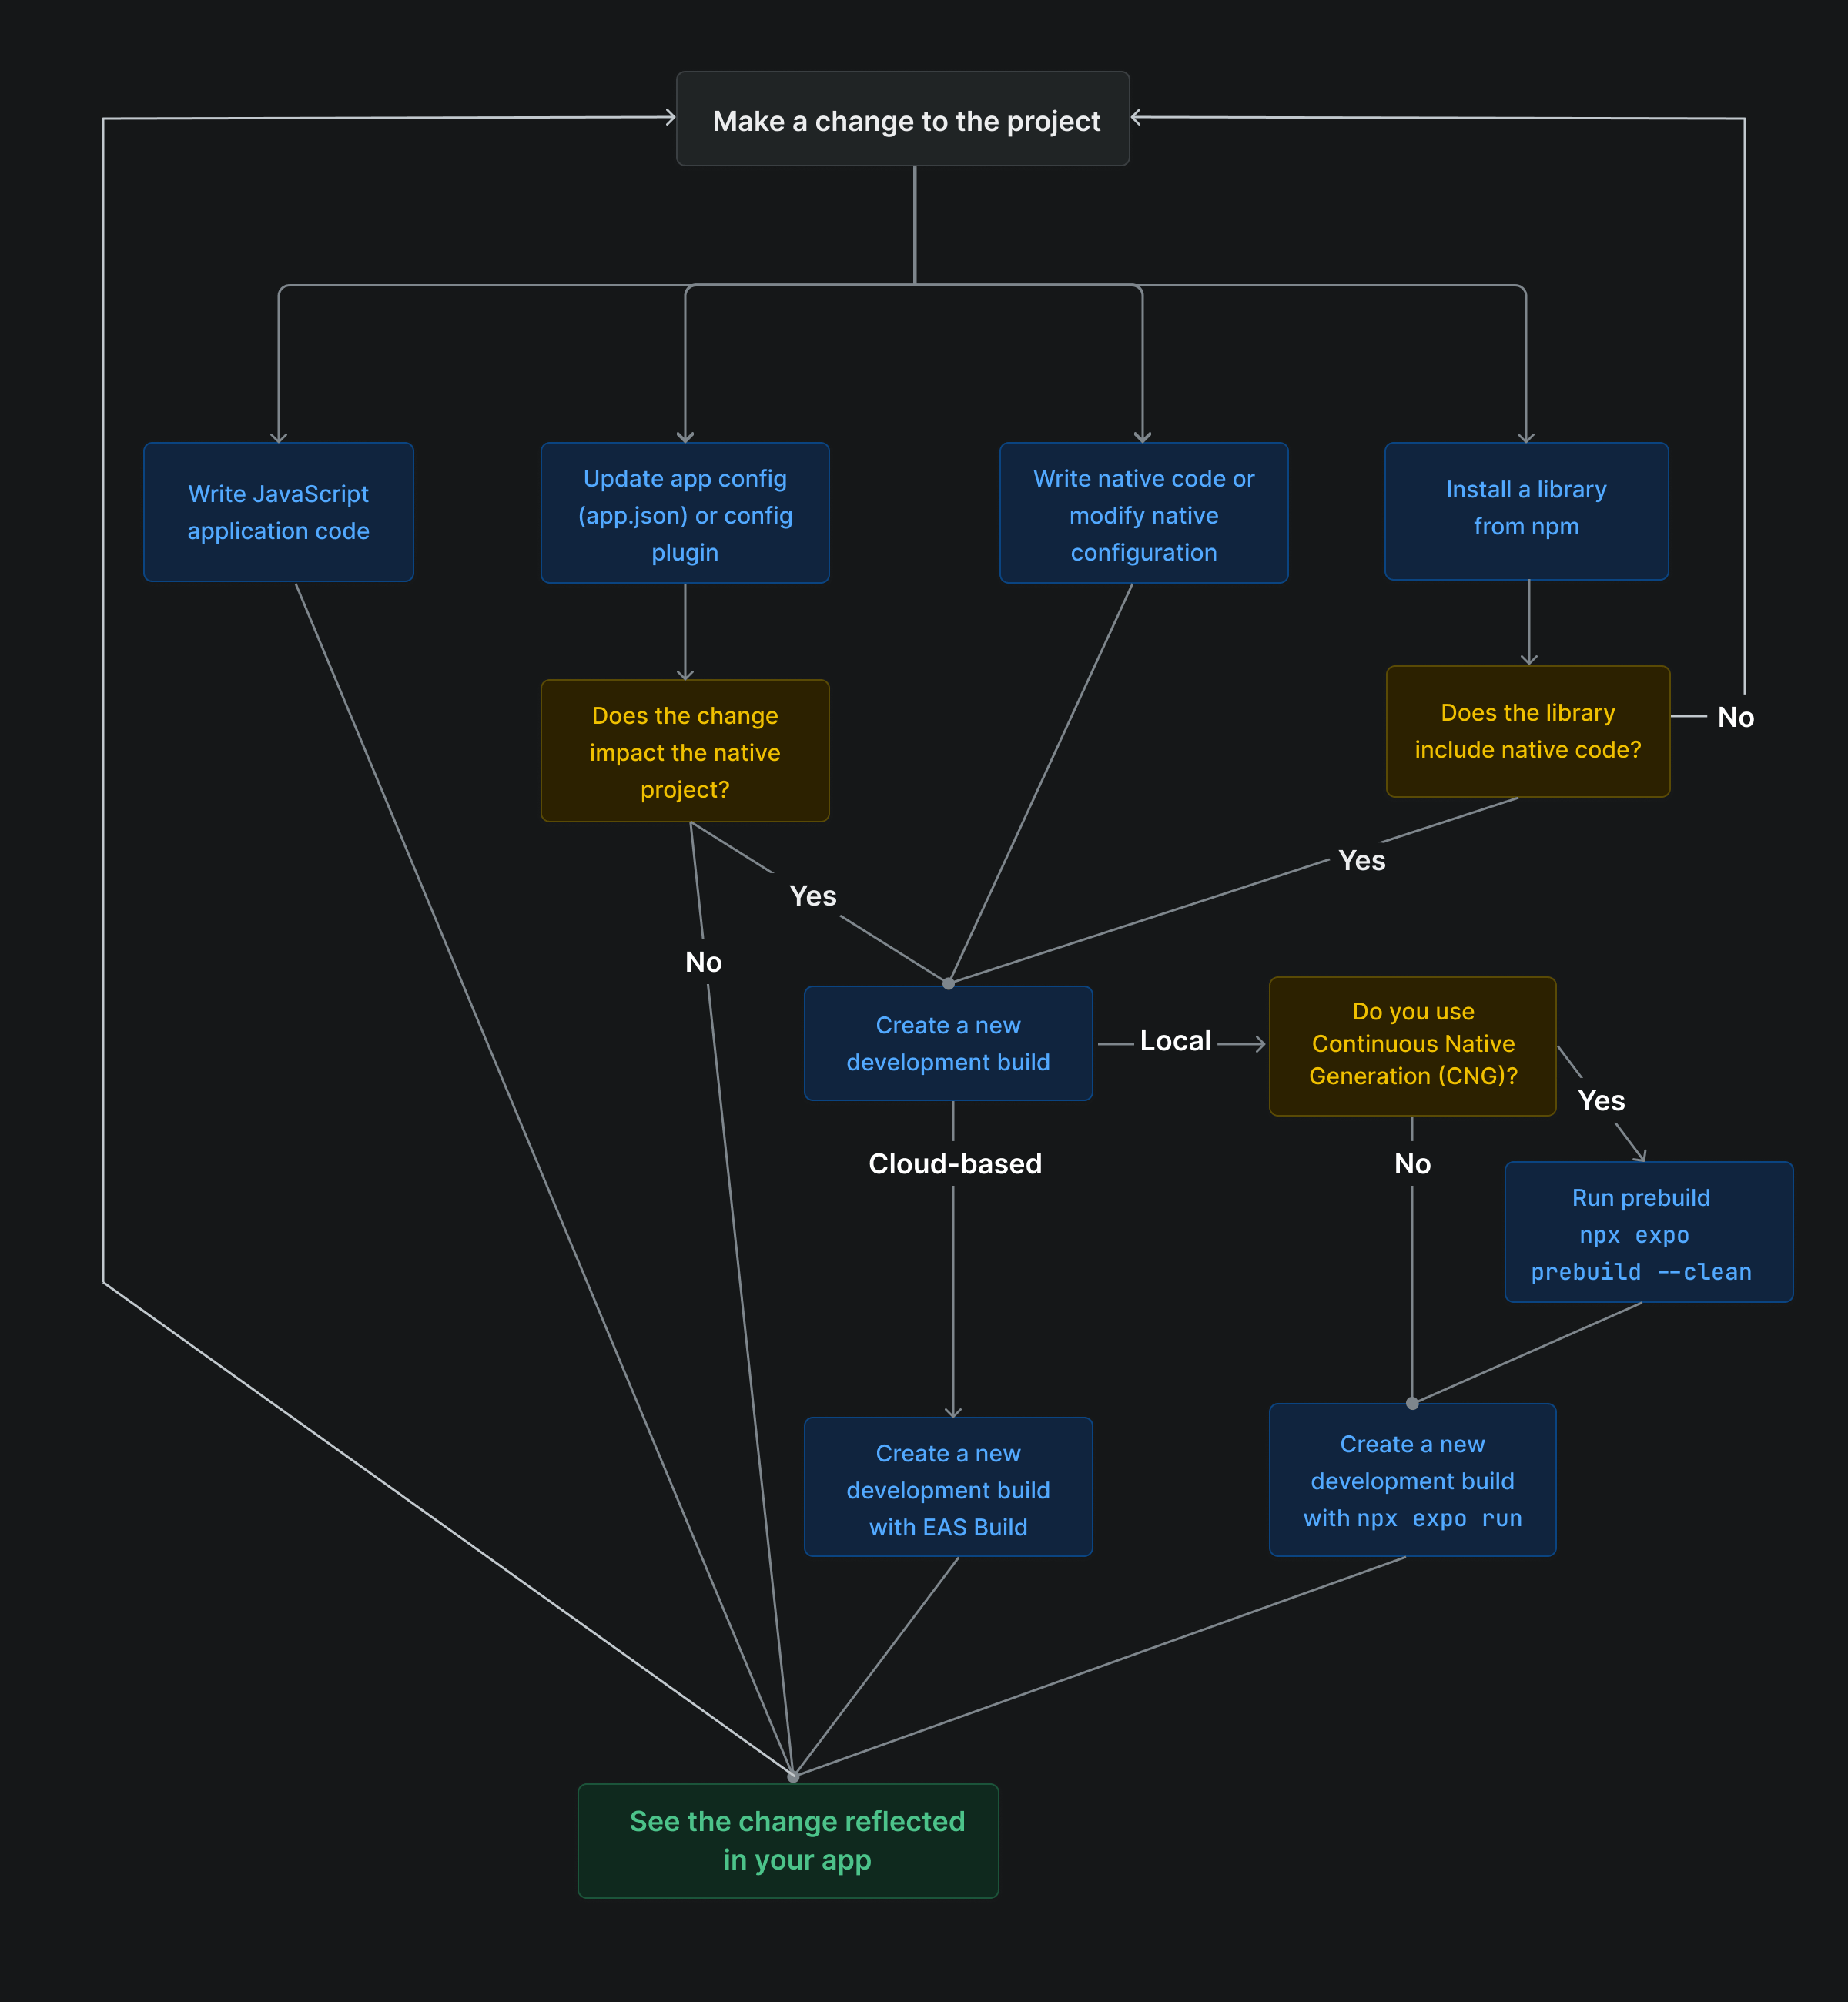 Make a change to the project
Write JavaScript
application code
Update app config
(app.json) or config
plugin
Write native code or
modify native
configuration
Install a library
from npm
Does the change
impact the native
project?
Does the library
include native code?
No
Yes
Yes
No
Create a new
development build
Local
Do you use
Continuous Native
Generation (CNG)?
Yes
Cloud-based
No
Run prebuild
npx expo
prebuild --clean
Create a new
development build
with EAS Build
Create a new
development build
with npx expo run
See the change reflected
in your app